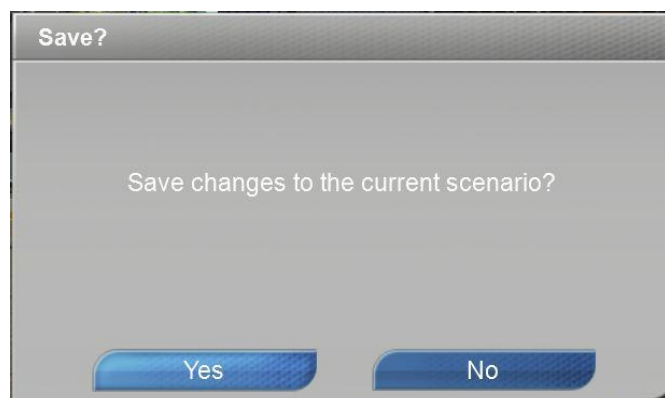 Save?
Save changes to the current scenario?
Yes
No